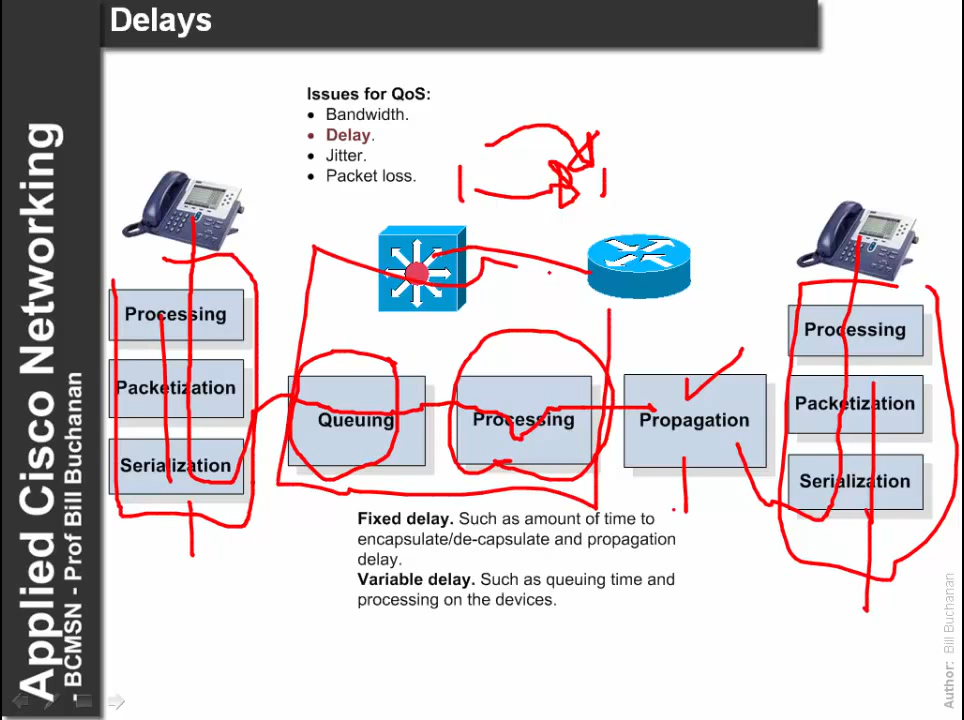 Delays
Applied Cisco Networking
- BCMSN - Prof Bill Buchanan
Issues for QoS:
• Bandwidth.
• Delay.
• Jitter.
• Packet loss.
Processing
Packetization
Serialization
Queuing
Processing
Propagation
Processing
Packetization
Serialization
Fixed delay. Such as amount of time to
encapsulate/de-capsulate and propagation
delay.
Variable delay. Such as queuing time and
processing on the devices.
Author: Bill Buchanan